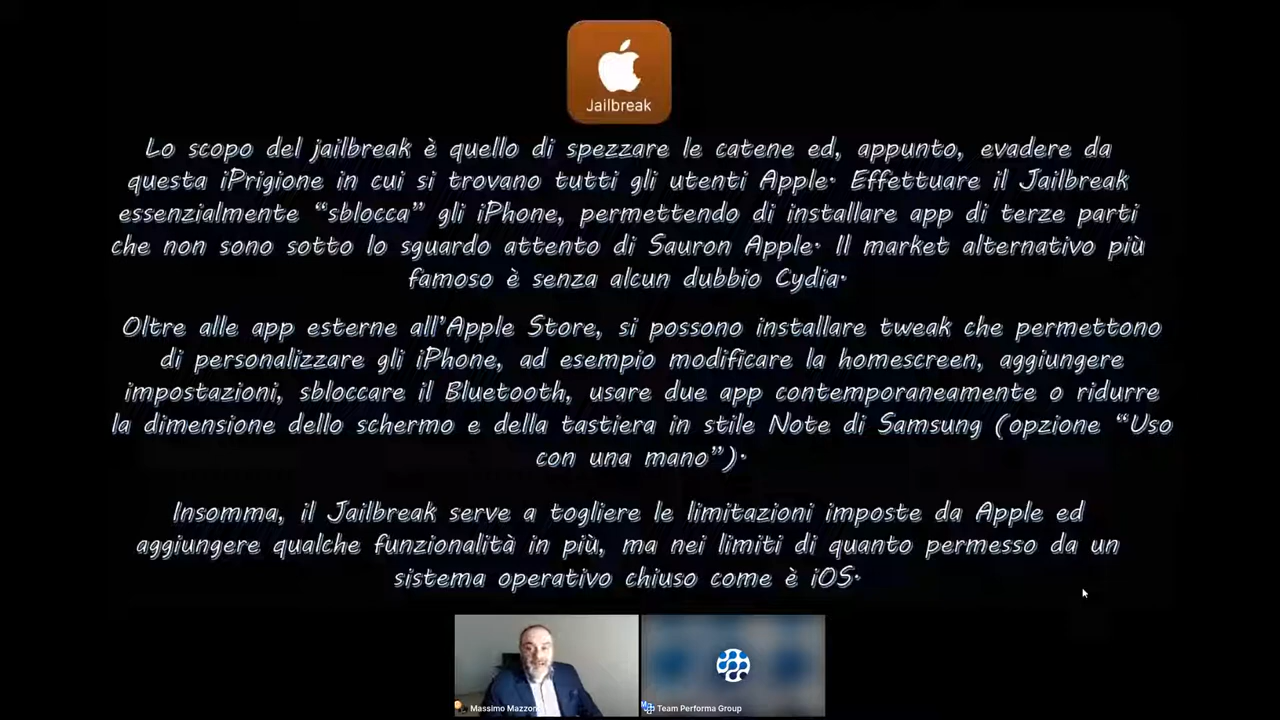 Jailbreak
Lo scopo del jailbreak è quello di spezzare le catene ed, appunto, evadere da
questa iPrigione in cui si trovano tutti gli utenti Apple. Effettuare il Jailbreak
essenzialmente “sblocca” gli iPhone, permettendo di installare app di terze parti
che non sono sotto lo sguardo attento di Sauron Apple. Il market alternativo più
famoso è senza alcun dubbio Cydia.
Oltre alle app esterne all’Apple Store, si possono installare tweak che permettono
di personalizzare gli iPhone, ad esempio modificare la homescreen, aggiungere
impostazioni, sbloccare il Bluetooth, usare due app contemporaneamente o ridurre
la dimensione dello schermo e della tastiera in stile Note di Samsung (opzione “Uso
con una mano”).
Insomma, il Jailbreak serve a togliere le limitazioni imposte da Apple ed
aggiungere qualche funzionalità in più, ma nei limiti di quanto permesso da un
sistema operativo chiuso come è iOS.
Massimo Mazzon
Team Performa Group